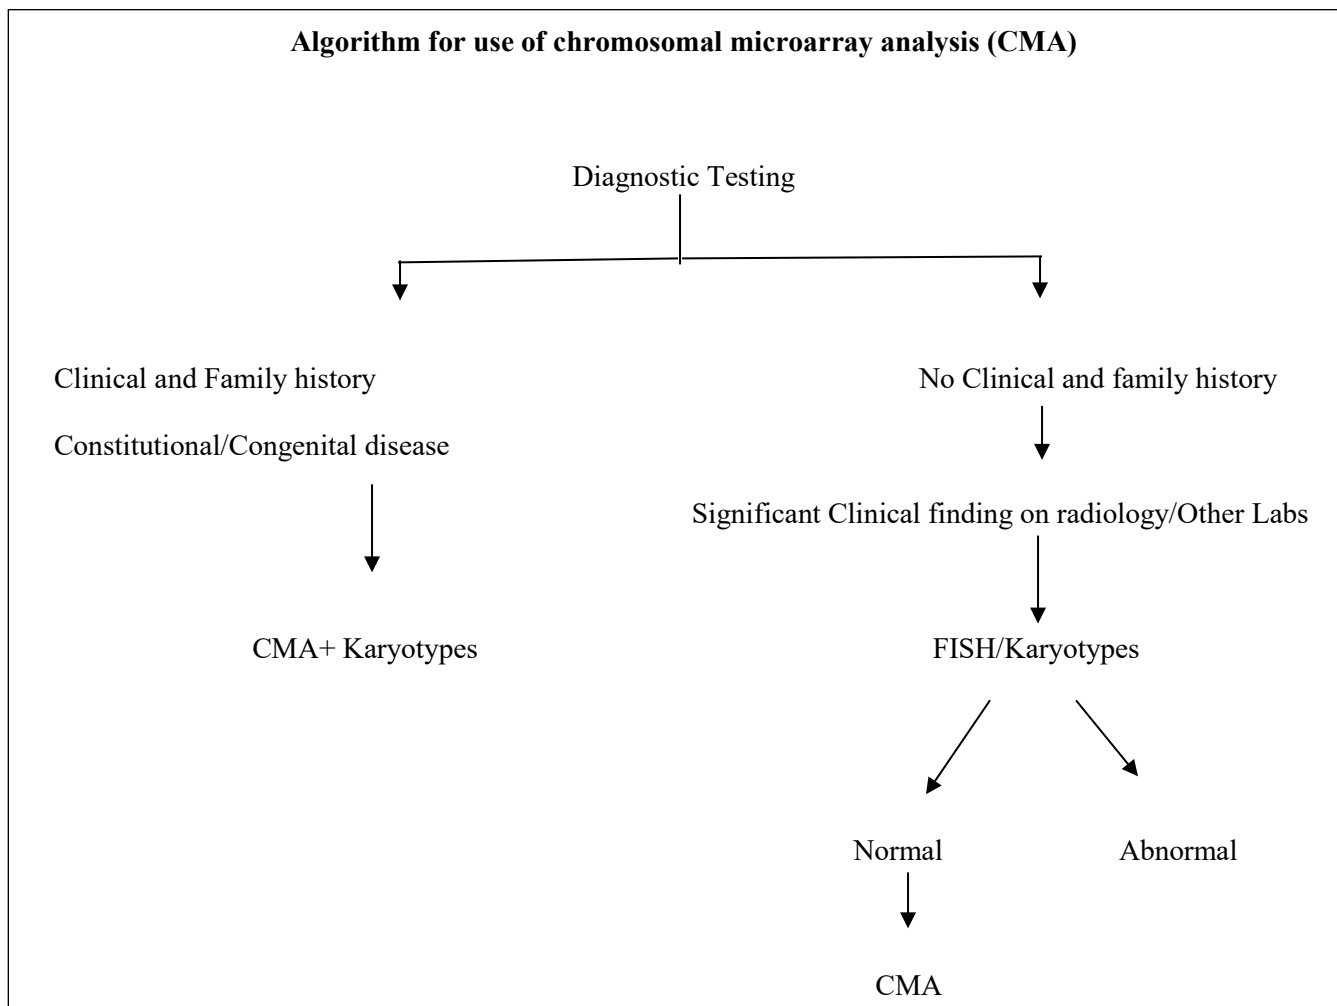 Algorithm for use of chromosomal microarray analysis (CMA)
Diagnostic Testing
Clinical and Family history
No Clinical and family history
Constitutional/Congenital disease
Significant Clinical finding on radiology/Other Labs
CMA+ Karyotypes
FISH/Karyotypes
Normal
Abnormal
CMA